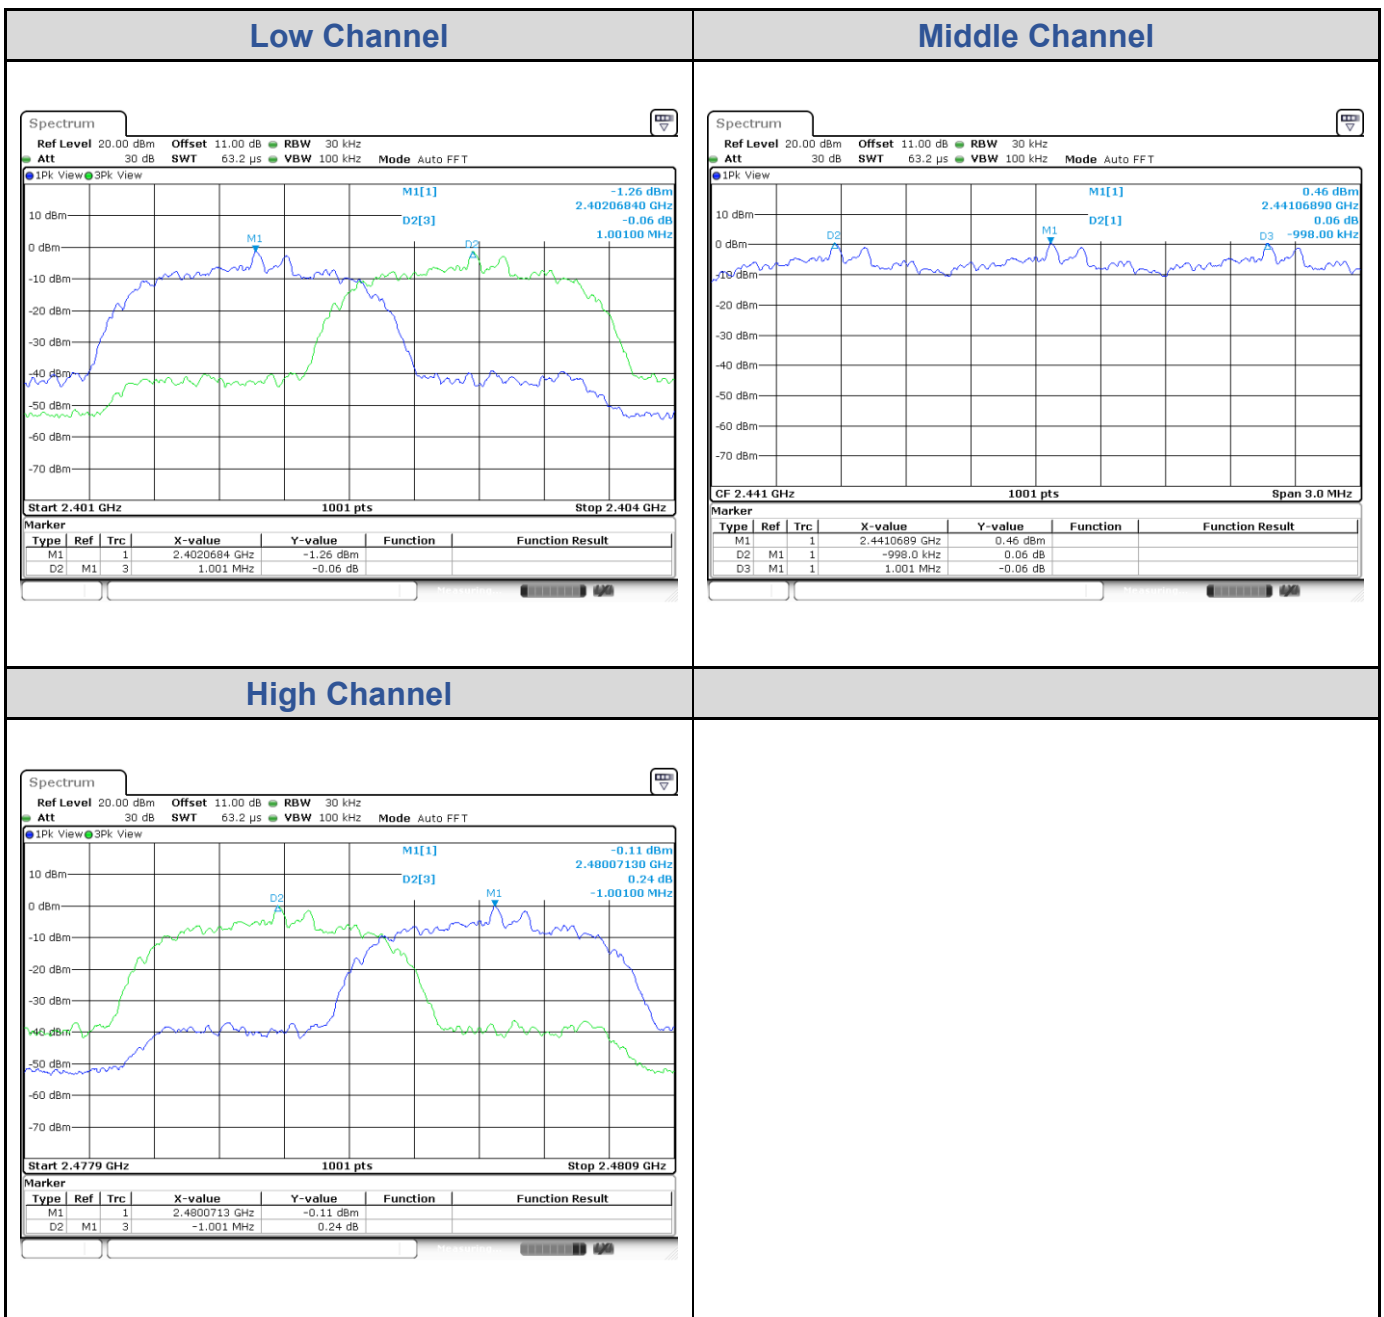 Low Channel
Middle Channel
Spectrum
Ref Level 20.00 dBm Offset 11.00 dB RBW 30 kHz
Att 30 dB SWT 63.2 µs VBW 100 kHz Mode Auto FFT
1Pk View 3Pk View
M1[1] -1.26 dBm
2.40206840 GHz
D2[3] -0.06 dB
1.00100 MHz
10 dBm
0 dBm
-10 dBm
-20 dBm
-30 dBm
-40 dBm
-50 dBm
-60 dBm
-70 dBm
M1
D2
Start 2.401 GHz 1001 pts Stop 2.404 GHz
Marker
Type Ref Trc X-value Y-value Function Function Result
M1 1 2.4020684 GHz -1.26 dBm
D2 M1 3 1.001 MHz -0.06 dB
Measuring...
Spectrum
Ref Level 20.00 dBm Offset 11.00 dB RBW 30 kHz
Att 30 dB SWT 63.2 µs VBW 100 kHz Mode Auto FFT
1Pk View
M1[1] 0.46 dBm
2.44106890 GHz
D2[1] 0.06 dB
-998.00 kHz
10 dBm
0 dBm
-10 dBm
-20 dBm
-30 dBm
-40 dBm
-50 dBm
-60 dBm
-70 dBm
D2
M1
D3
CF 2.441 GHz 1001 pts Span 3.0 MHz
Marker
Type Ref Trc X-value Y-value Function Function Result
M1 1 2.4410689 GHz 0.46 dBm
D2 M1 1 -998.0 kHz 0.06 dB
D3 M1 1 1.001 MHz -0.06 dB
Measuring...
High Channel
Spectrum
Ref Level 20.00 dBm Offset 11.00 dB RBW 30 kHz
Att 30 dB SWT 63.2 µs VBW 100 kHz Mode Auto FFT
1Pk View 3Pk View
M1[1] -0.11 dBm
2.48007130 GHz
D2[3] 0.24 dB
-1.00100 MHz
10 dBm
0 dBm
-10 dBm
-20 dBm
-30 dBm
-40 dBm
-50 dBm
-60 dBm
-70 dBm
D2
M1
Start 2.4779 GHz 1001 pts Stop 2.4809 GHz
Marker
Type Ref Trc X-value Y-value Function Function Result
M1 1 2.4800713 GHz -0.11 dBm
D2 M1 3 -1.001 MHz 0.24 dB
Measuring...